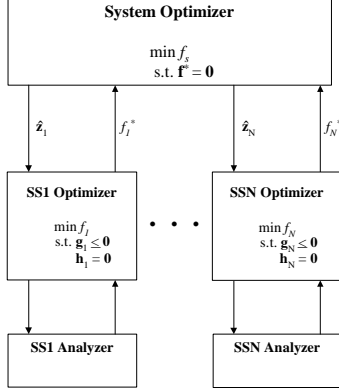 System Optimizer
min f_s
s.t. f* = 0
ẑ_1 f_1* ẑ_N f_N*
SS1 Optimizer SSN Optimizer
min f_1 min f_N
s.t. g_1 ≤ 0 s.t. g_N ≤ 0
h_1 = 0 h_N = 0
• • •
SS1 Analyzer SSN Analyzer